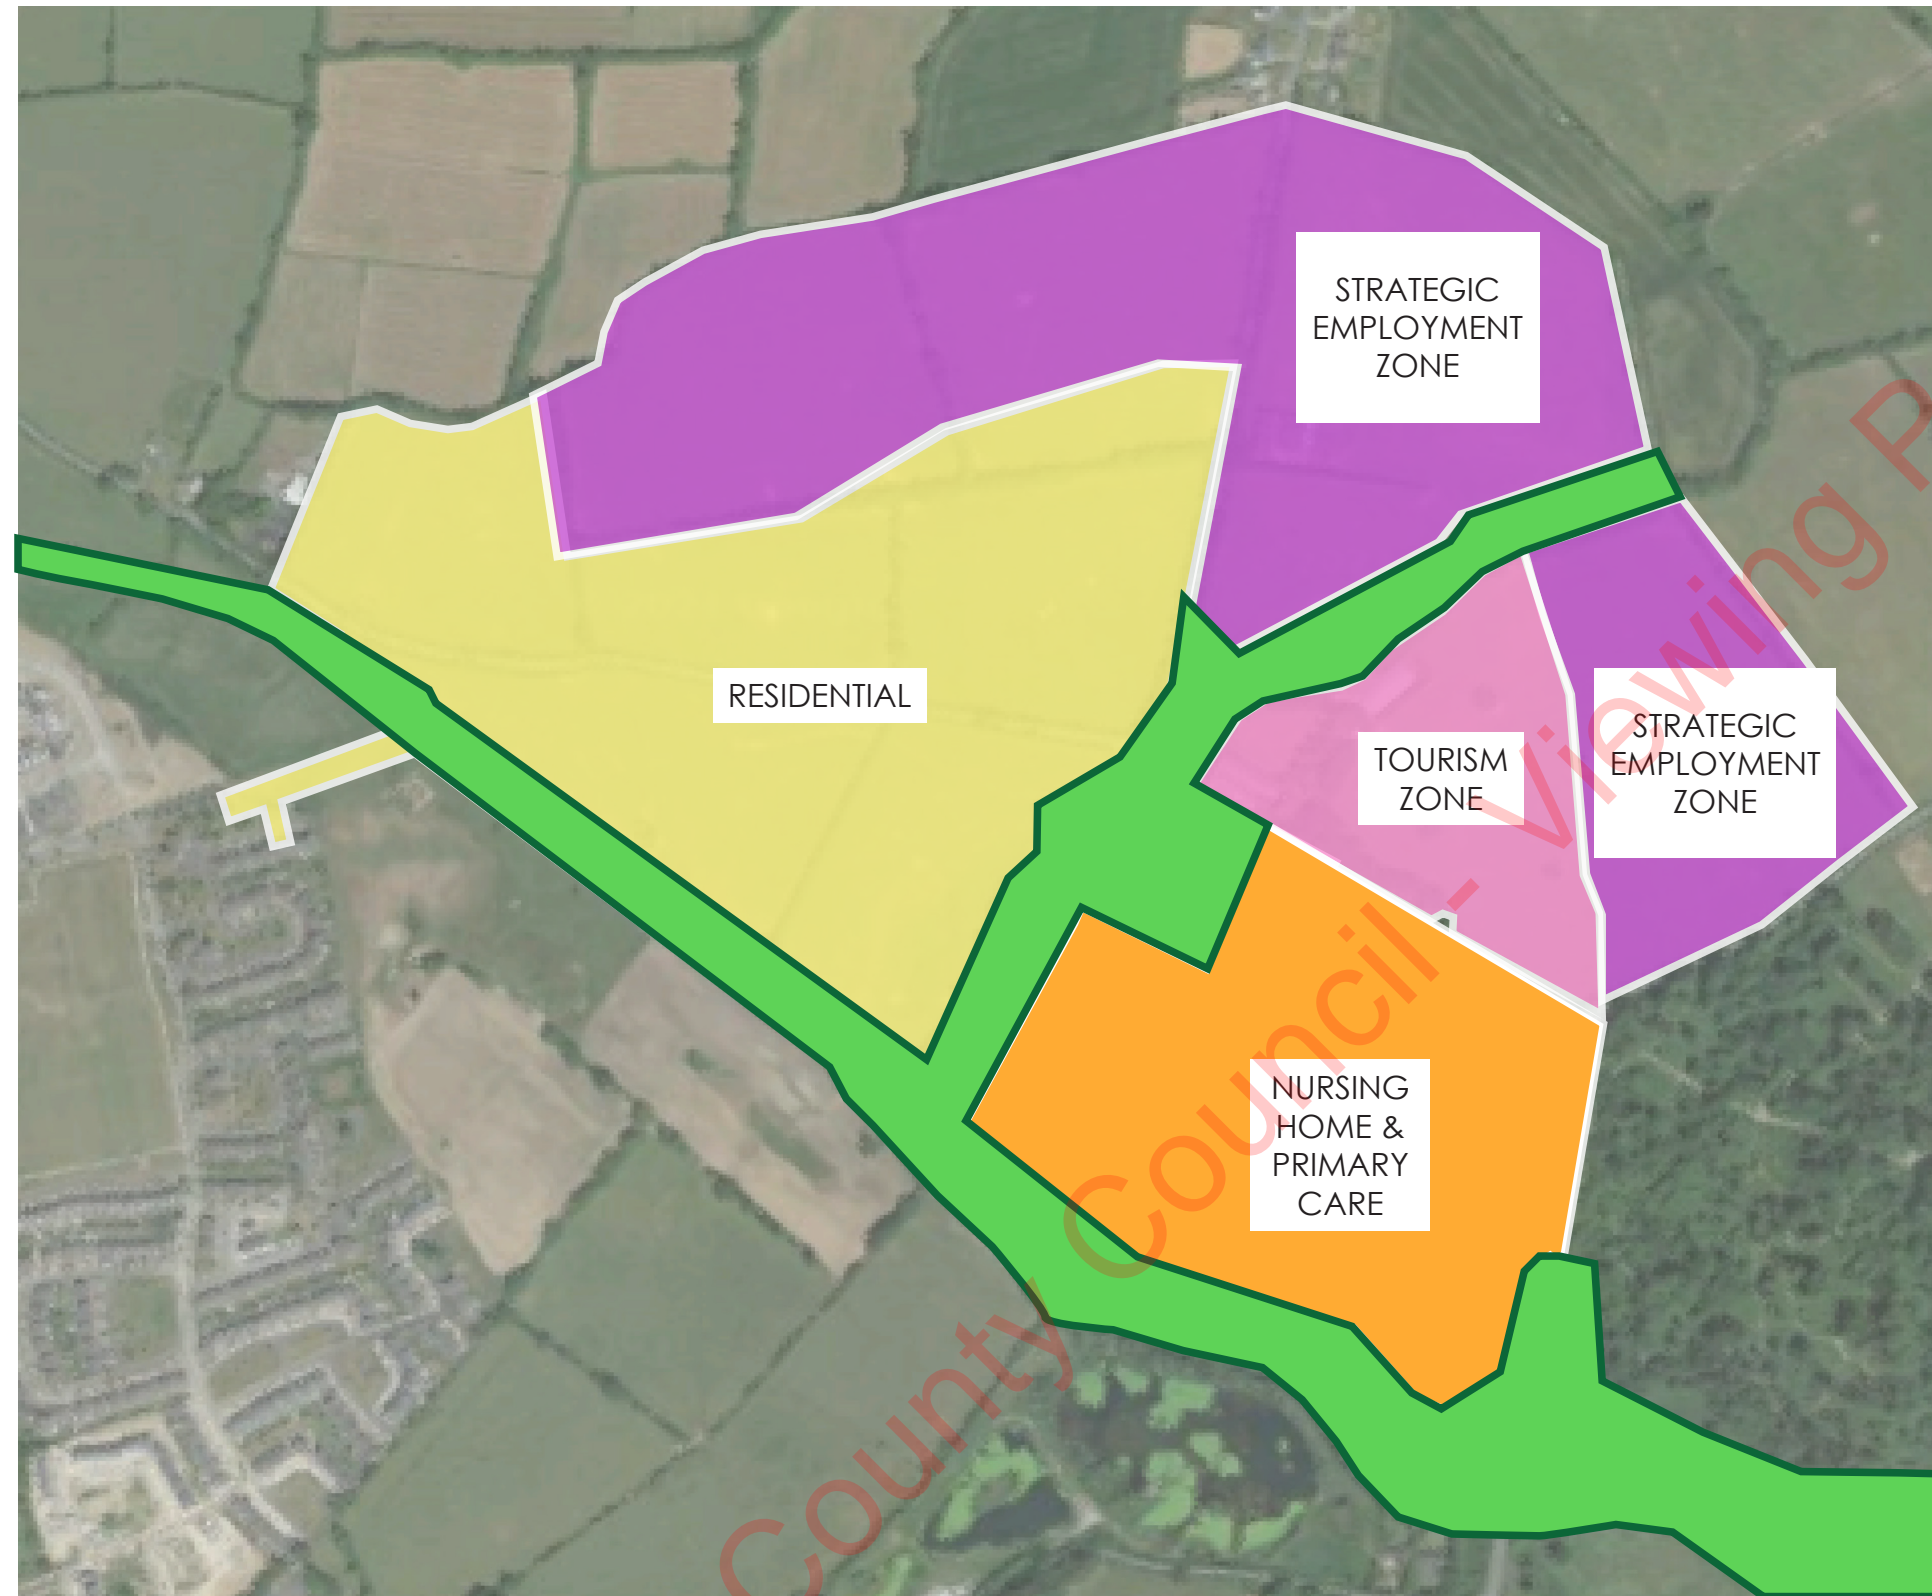 STRATEGIC
EMPLOYMENT
ZONE
RESIDENTIAL
TOURISM
ZONE
STRATEGIC
EMPLOYMENT
ZONE
NURSING
HOME &
PRIMARY
CARE
County Council - Viewing P